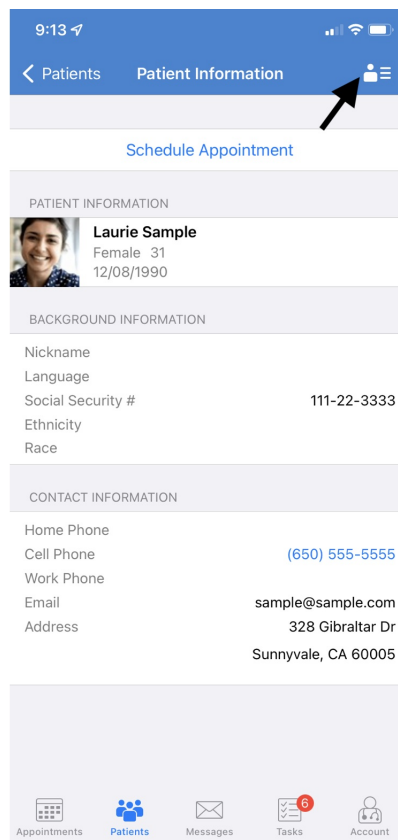 9:13
Patients Patient Information
Schedule Appointment
PATIENT INFORMATION
Laurie Sample
Female 31
12/08/1990
BACKGROUND INFORMATION
Nickname
Language
Social Security # 111-22-3333
Ethnicity
Race
CONTACT INFORMATION
Home Phone
Cell Phone (650) 555-5555
Work Phone
Email sample@sample.com
Address 328 Gibraltar Dr
Sunnyvale, CA 60005
6
Appointments Patients Messages Tasks Account